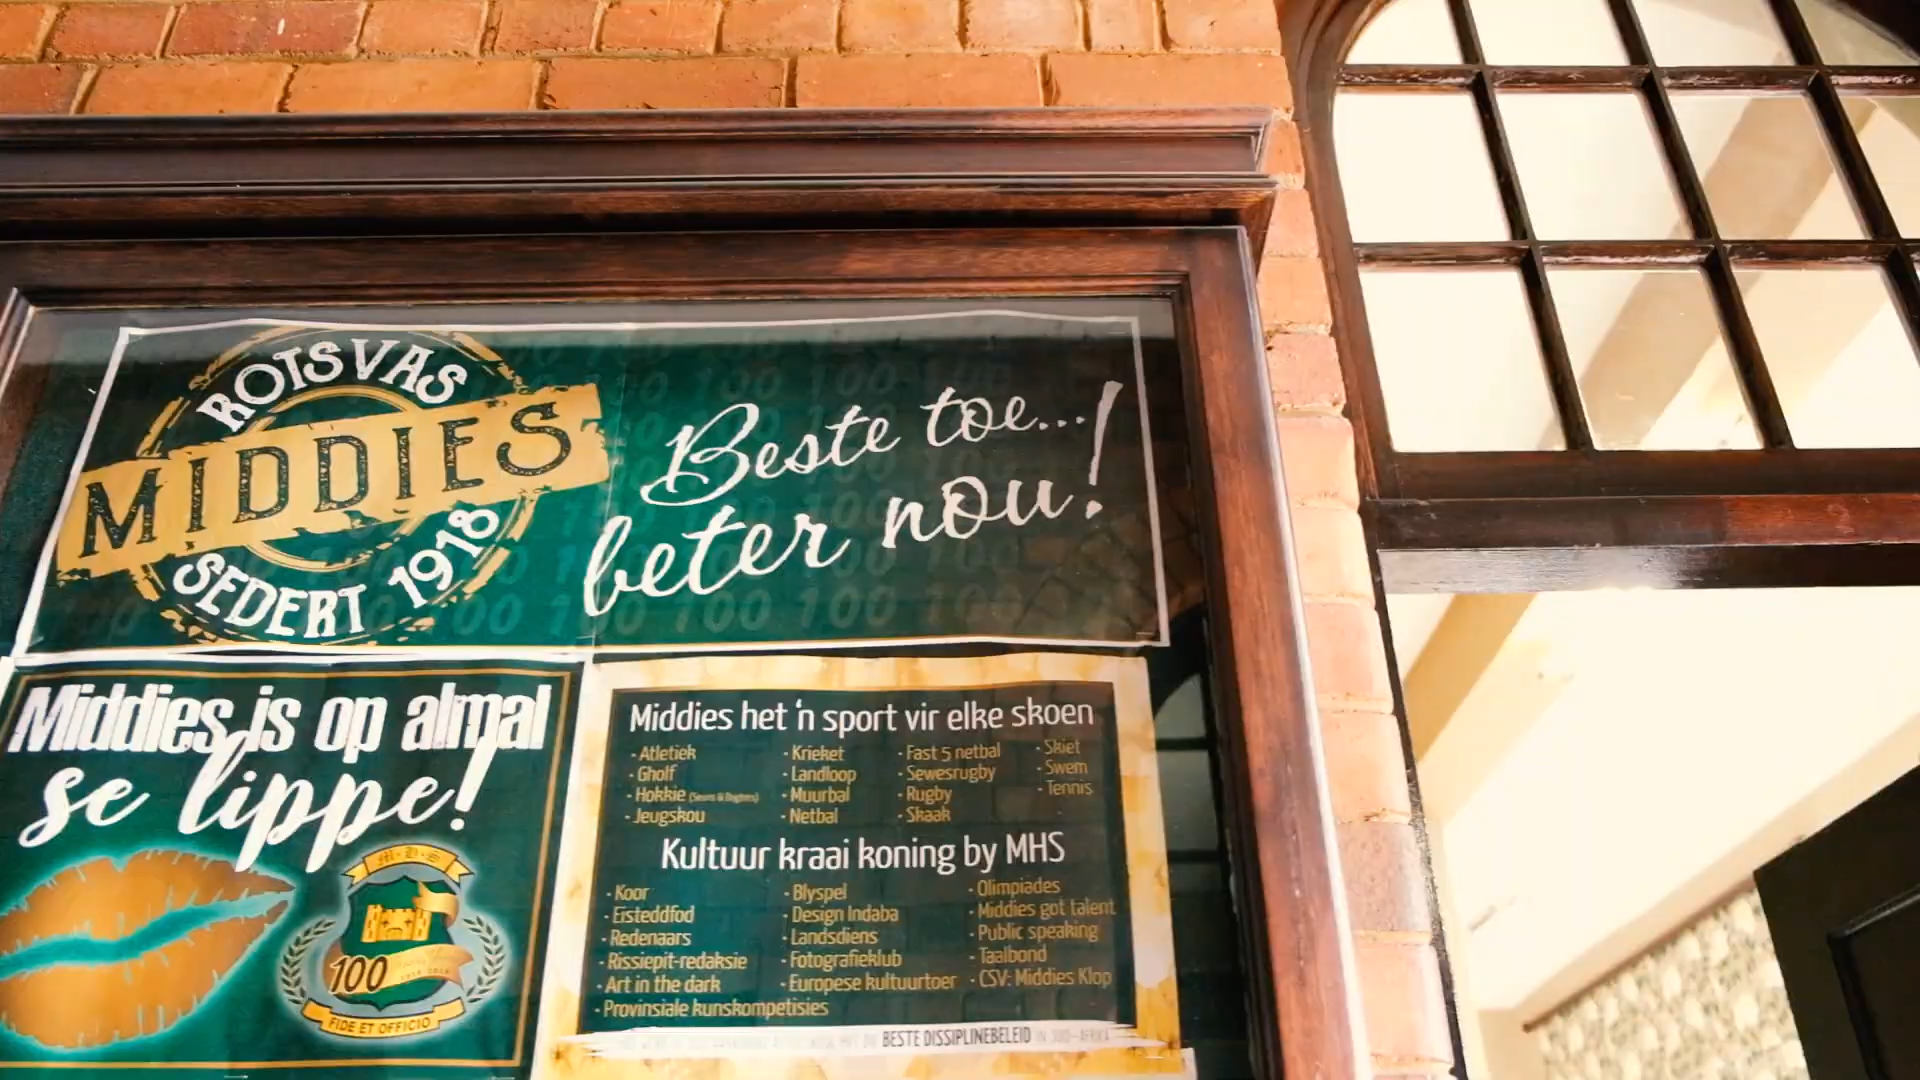 ROTSVAS
MIDDIES
SEDERT 1918
Beste toe...
beter nou!
Middies is op almal
se lippe!
M·D·S
100
FIDE ET OFFICIO
Middies het 'n sport vir elke skoen
· Atletiek
· Gholf
· Hokkie (Seuns & Dogters)
· Jeugskou
· Krieket
· Landloop
· Muurbal
· Netbal
· Fast 5 netbal
· Sewesrugby
· Rugby
· Skaak
· Skiet
· Swem
· Tennis
Kultuur kraai koning by MHS
· Koor
· Eisteddfod
· Redenaars
· Rissiepit-redaksie
· Art in the dark
· Provinsiale kunskompetisies
· Blyspel
· Design Indaba
· Landsdiens
· Fotografieklub
· Europese kultuurtoer
· Olimpiades
· Middies got talent
· Public speaking
· Taalbond
· CSV: Middies Klop
BESTE DISSIPLINEBELEID IN SUID-AFRIKA